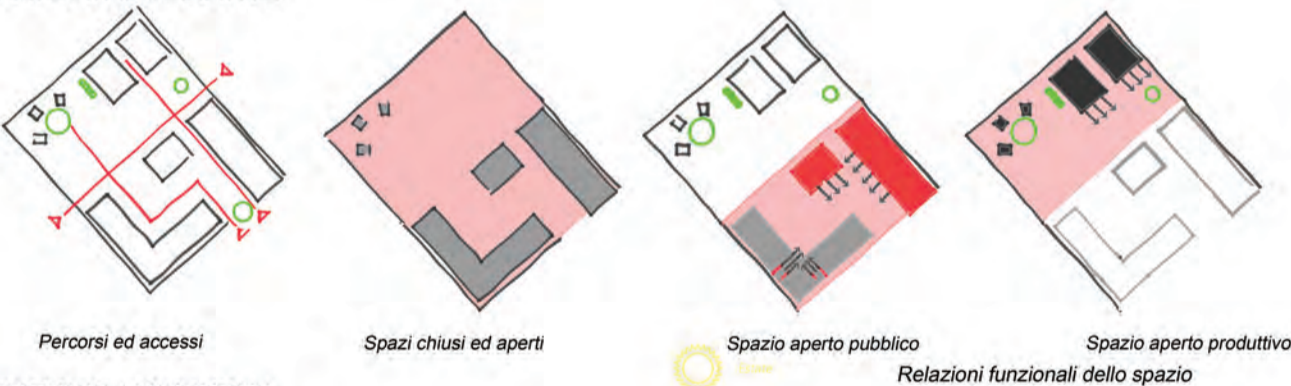 Percorsi ed accessi
Spazi chiusi ed aperti
Spazio aperto pubblico
Spazio aperto produttivo
Relazioni funzionali dello spazio